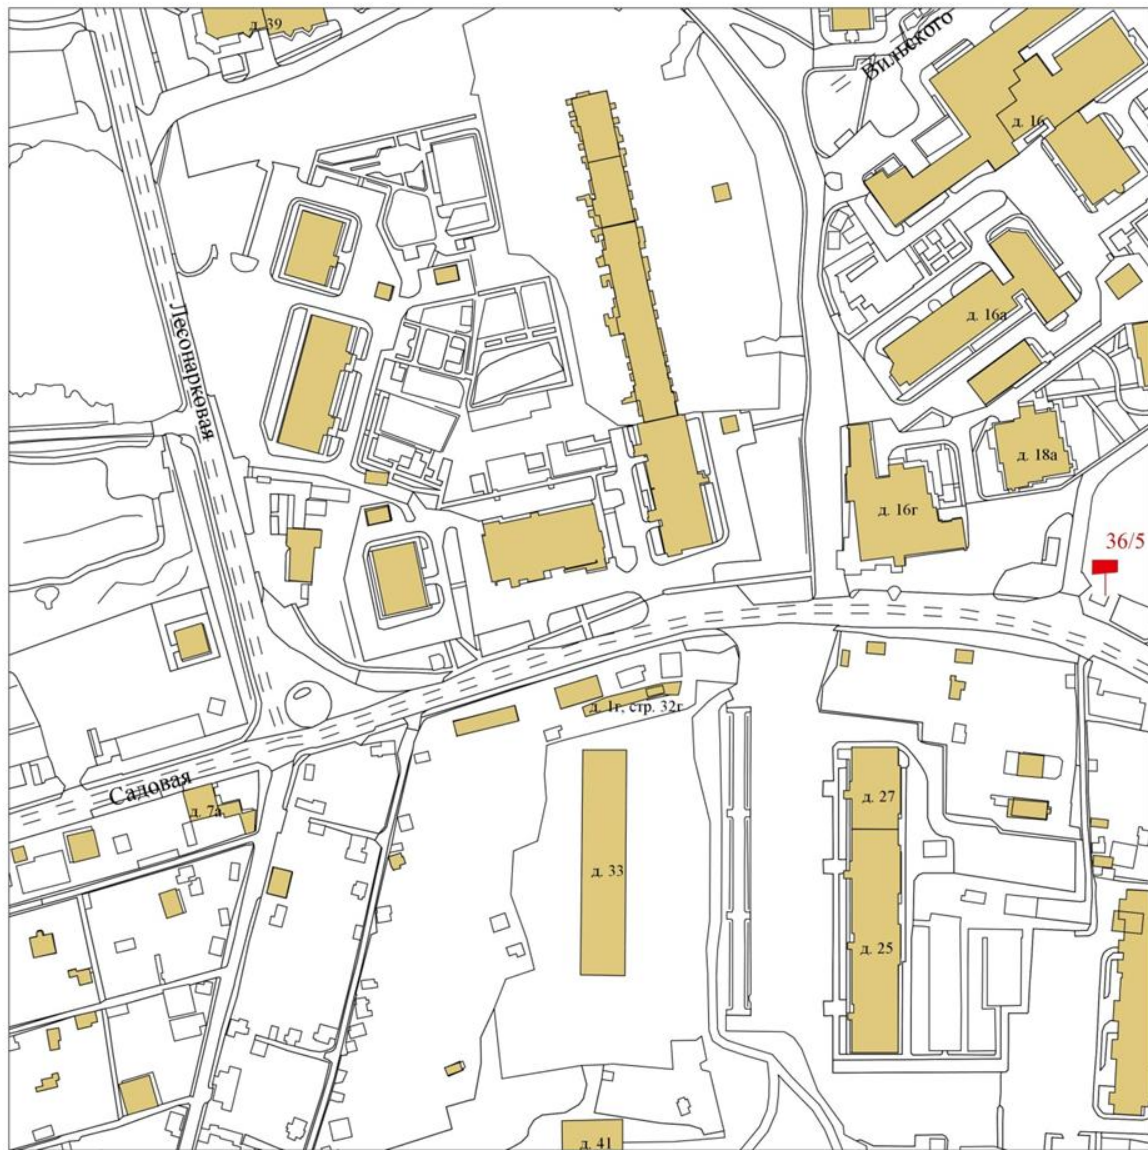 д. 39
Вильского
д. 16
д. 16а
Лесопарковая
д. 18а
д. 16г
36/5
д. 1г, стр. 32г
Садовая
д. 7а
д. 27
д. 33
д. 25
д. 41